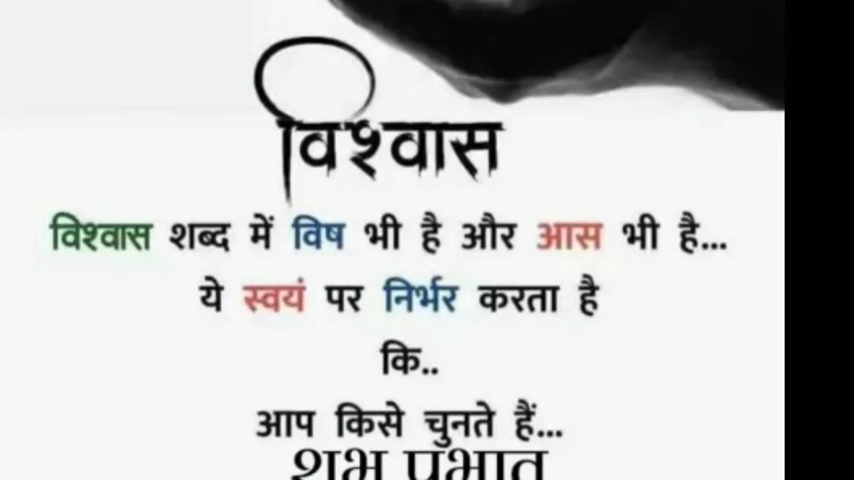 विश्वास
विश्वास शब्द में विष भी है और आस भी है...
ये स्वयं पर निर्भर करता है
कि..
आप किसे चुनते हैं...
शुभ प्रभात